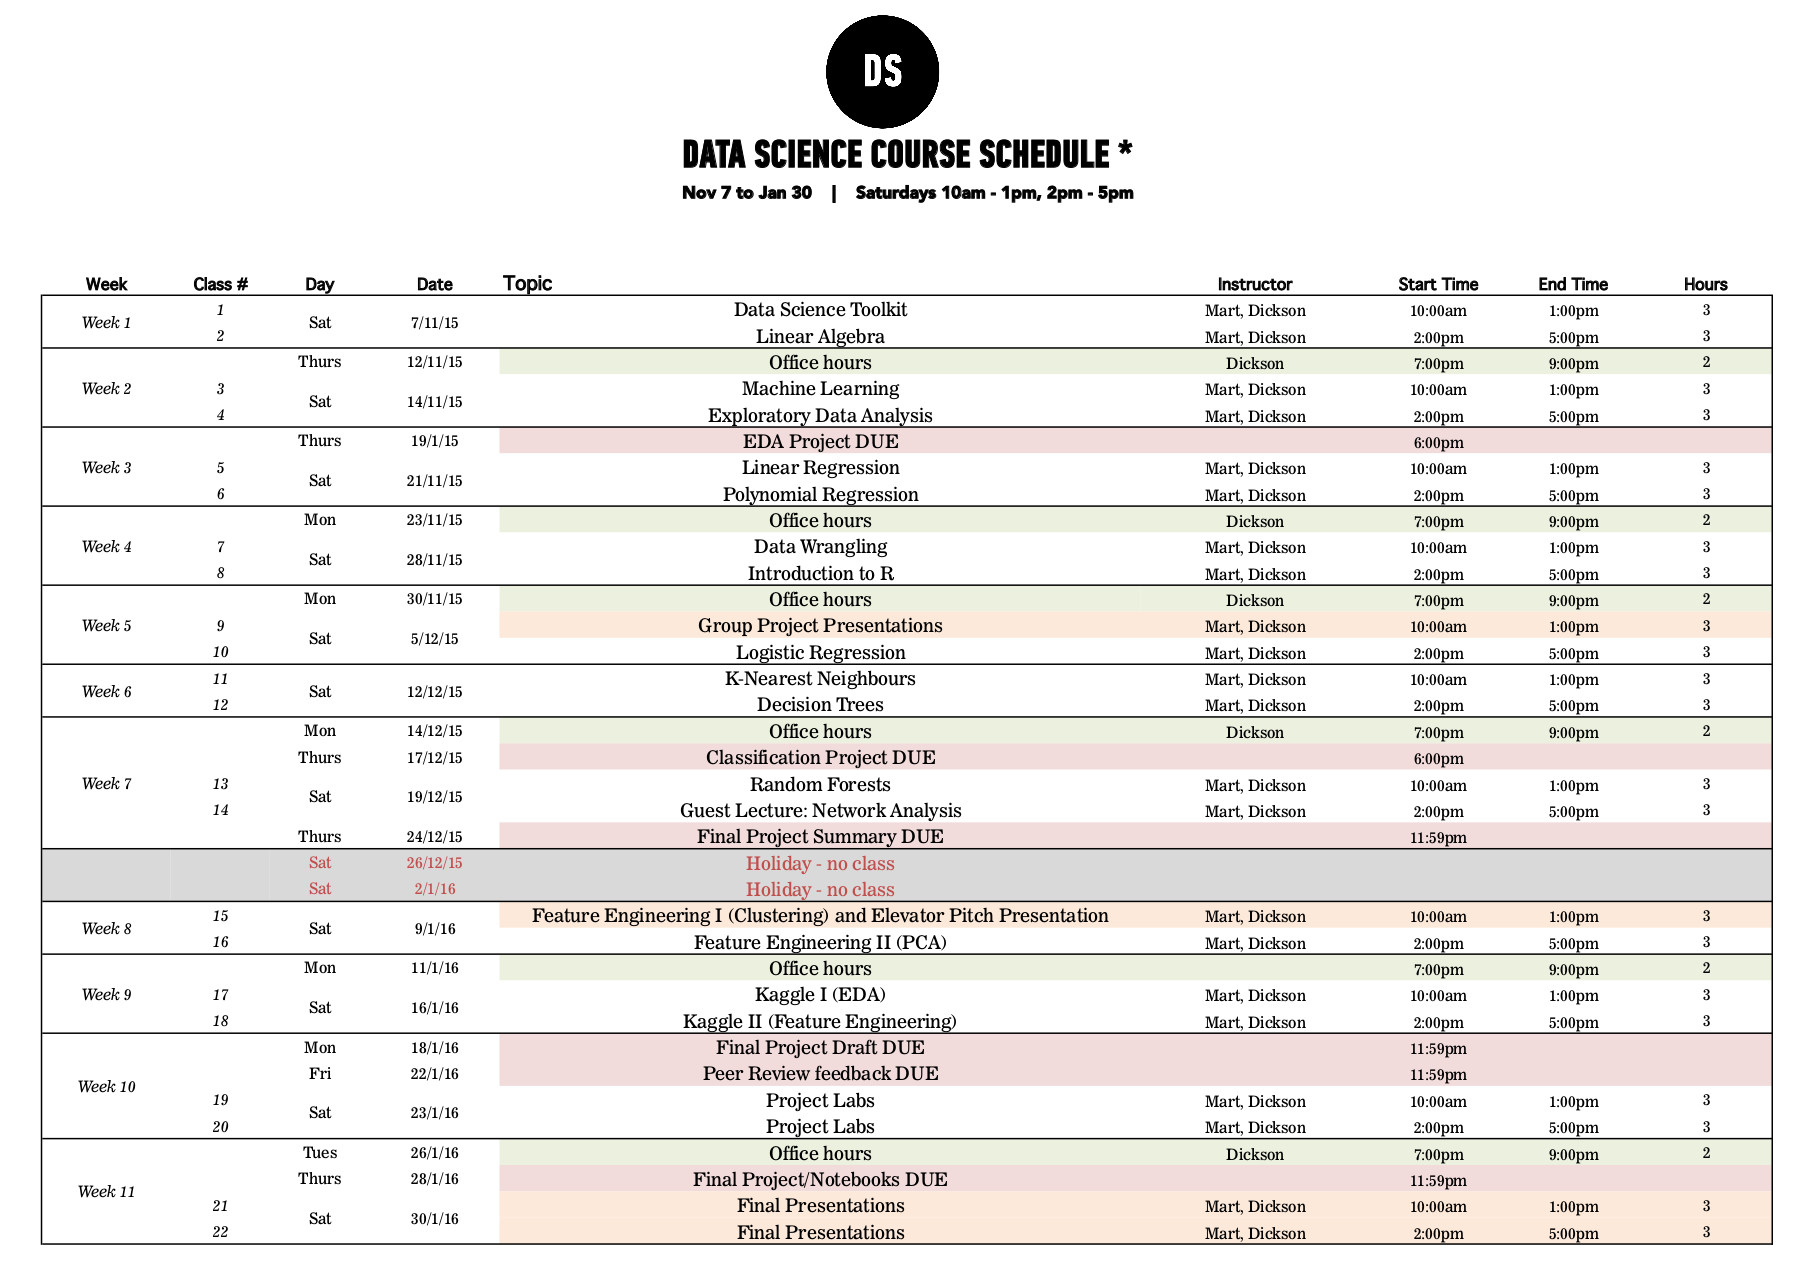 DS
DATA SCIENCE COURSE SCHEDULE *
Nov 7 to Jan 30 | Saturdays 10am - 1pm, 2pm - 5pm
Week Class # Day Date Topic Instructor Start Time End Time Hours
Week 1 1 Sat 7/11/15 Data Science Toolkit Mart, Dickson 10:00am 1:00pm 3
2 Linear Algebra Mart, Dickson 2:00pm 5:00pm 3
Week 2 Thurs 12/11/15 Office hours Dickson 7:00pm 9:00pm 2
3 Sat 14/11/15 Machine Learning Mart, Dickson 10:00am 1:00pm 3
4 Exploratory Data Analysis Mart, Dickson 2:00pm 5:00pm 3
Week 3 Thurs 19/1/15 EDA Project DUE 6:00pm
5 Sat 21/11/15 Linear Regression Mart, Dickson 10:00am 1:00pm 3
6 Polynomial Regression Mart, Dickson 2:00pm 5:00pm 3
Week 4 Mon 23/11/15 Office hours Dickson 7:00pm 9:00pm 2
7 Sat 28/11/15 Data Wrangling Mart, Dickson 10:00am 1:00pm 3
8 Introduction to R Mart, Dickson 2:00pm 5:00pm 3
Week 5 Mon 30/11/15 Office hours Dickson 7:00pm 9:00pm 2
9 Sat 5/12/15 Group Project Presentations Mart, Dickson 10:00am 1:00pm 3
10 Logistic Regression Mart, Dickson 2:00pm 5:00pm 3
Week 6 11 Sat 12/12/15 K-Nearest Neighbours Mart, Dickson 10:00am 1:00pm 3
12 Decision Trees Mart, Dickson 2:00pm 5:00pm 3
Week 7 Mon 14/12/15 Office hours Dickson 7:00pm 9:00pm 2
Thurs 17/12/15 Classification Project DUE 6:00pm
13 Sat 19/12/15 Random Forests Mart, Dickson 10:00am 1:00pm 3
14 Guest Lecture: Network Analysis Mart, Dickson 2:00pm 5:00pm 3
Thurs 24/12/15 Final Project Summary DUE 11:59pm
Sat 26/12/15 Holiday - no class
Sat 2/1/16 Holiday - no class
Week 8 15 Sat 9/1/16 Feature Engineering I (Clustering) and Elevator Pitch Presentation Mart, Dickson 10:00am 1:00pm 3
16 Feature Engineering II (PCA) Mart, Dickson 2:00pm 5:00pm 3
Week 9 Mon 11/1/16 Office hours 7:00pm 9:00pm 2
17 Sat 16/1/16 Kaggle I (EDA) Mart, Dickson 10:00am 1:00pm 3
18 Kaggle II (Feature Engineering) Mart, Dickson 2:00pm 5:00pm 3
Week 10 Mon 18/1/16 Final Project Draft DUE 11:59pm
Fri 22/1/16 Peer Review feedback DUE 11:59pm
19 Sat 23/1/16 Project Labs Mart, Dickson 10:00am 1:00pm 3
20 Project Labs Mart, Dickson 2:00pm 5:00pm 3
Week 11 Tues 26/1/16 Office hours Dickson 7:00pm 9:00pm 2
Thurs 28/1/16 Final Project/Notebooks DUE 11:59pm
21 Sat 30/1/16 Final Presentations Mart, Dickson 10:00am 1:00pm 3
22 Final Presentations Mart, Dickson 2:00pm 5:00pm 3